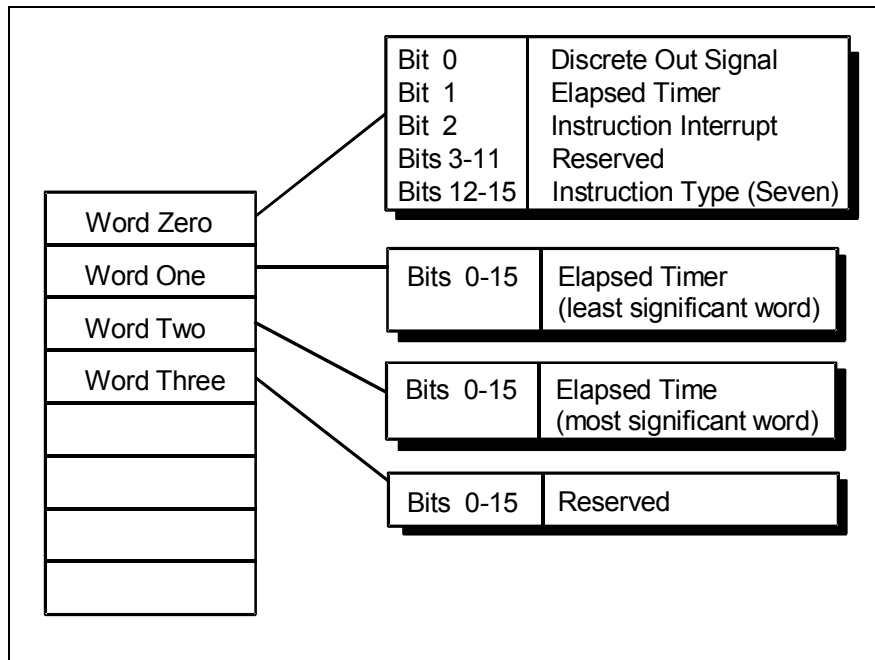 Bit 0 Discrete Out Signal
Bit 1 Elapsed Timer
Bit 2 Instruction Interrupt
Bits 3-11 Reserved
Bits 12-15 Instruction Type (Seven)
Word Zero
Word One
Word Two
Word Three
Bits 0-15 Elapsed Timer
(least significant word)
Bits 0-15 Elapsed Time
(most significant word)
Bits 0-15 Reserved